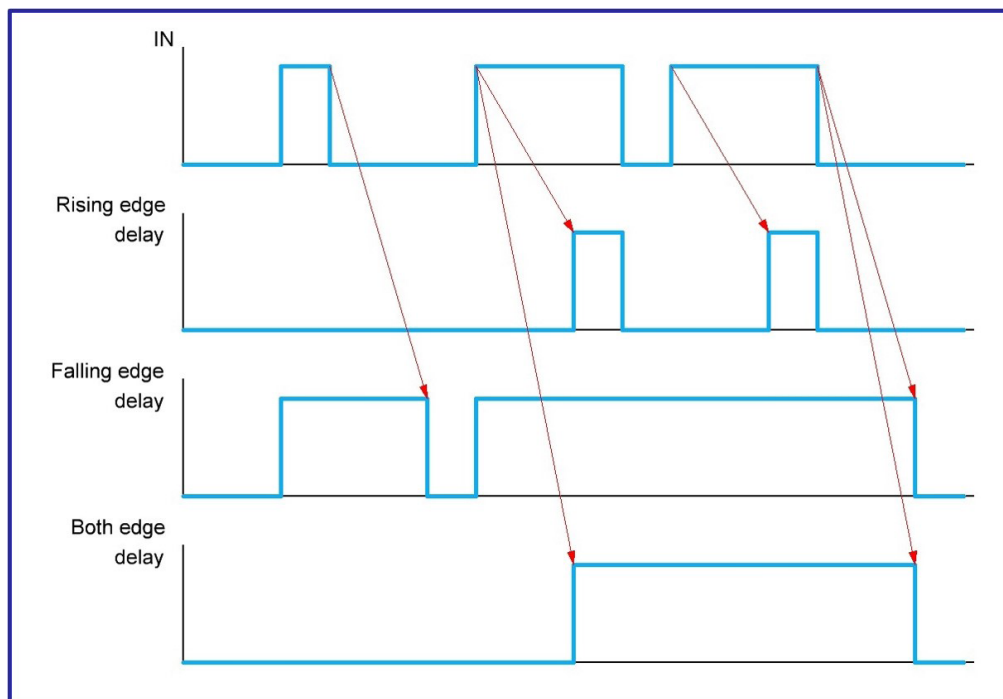 IN
Rising edge
delay
Falling edge
delay
Both edge
delay